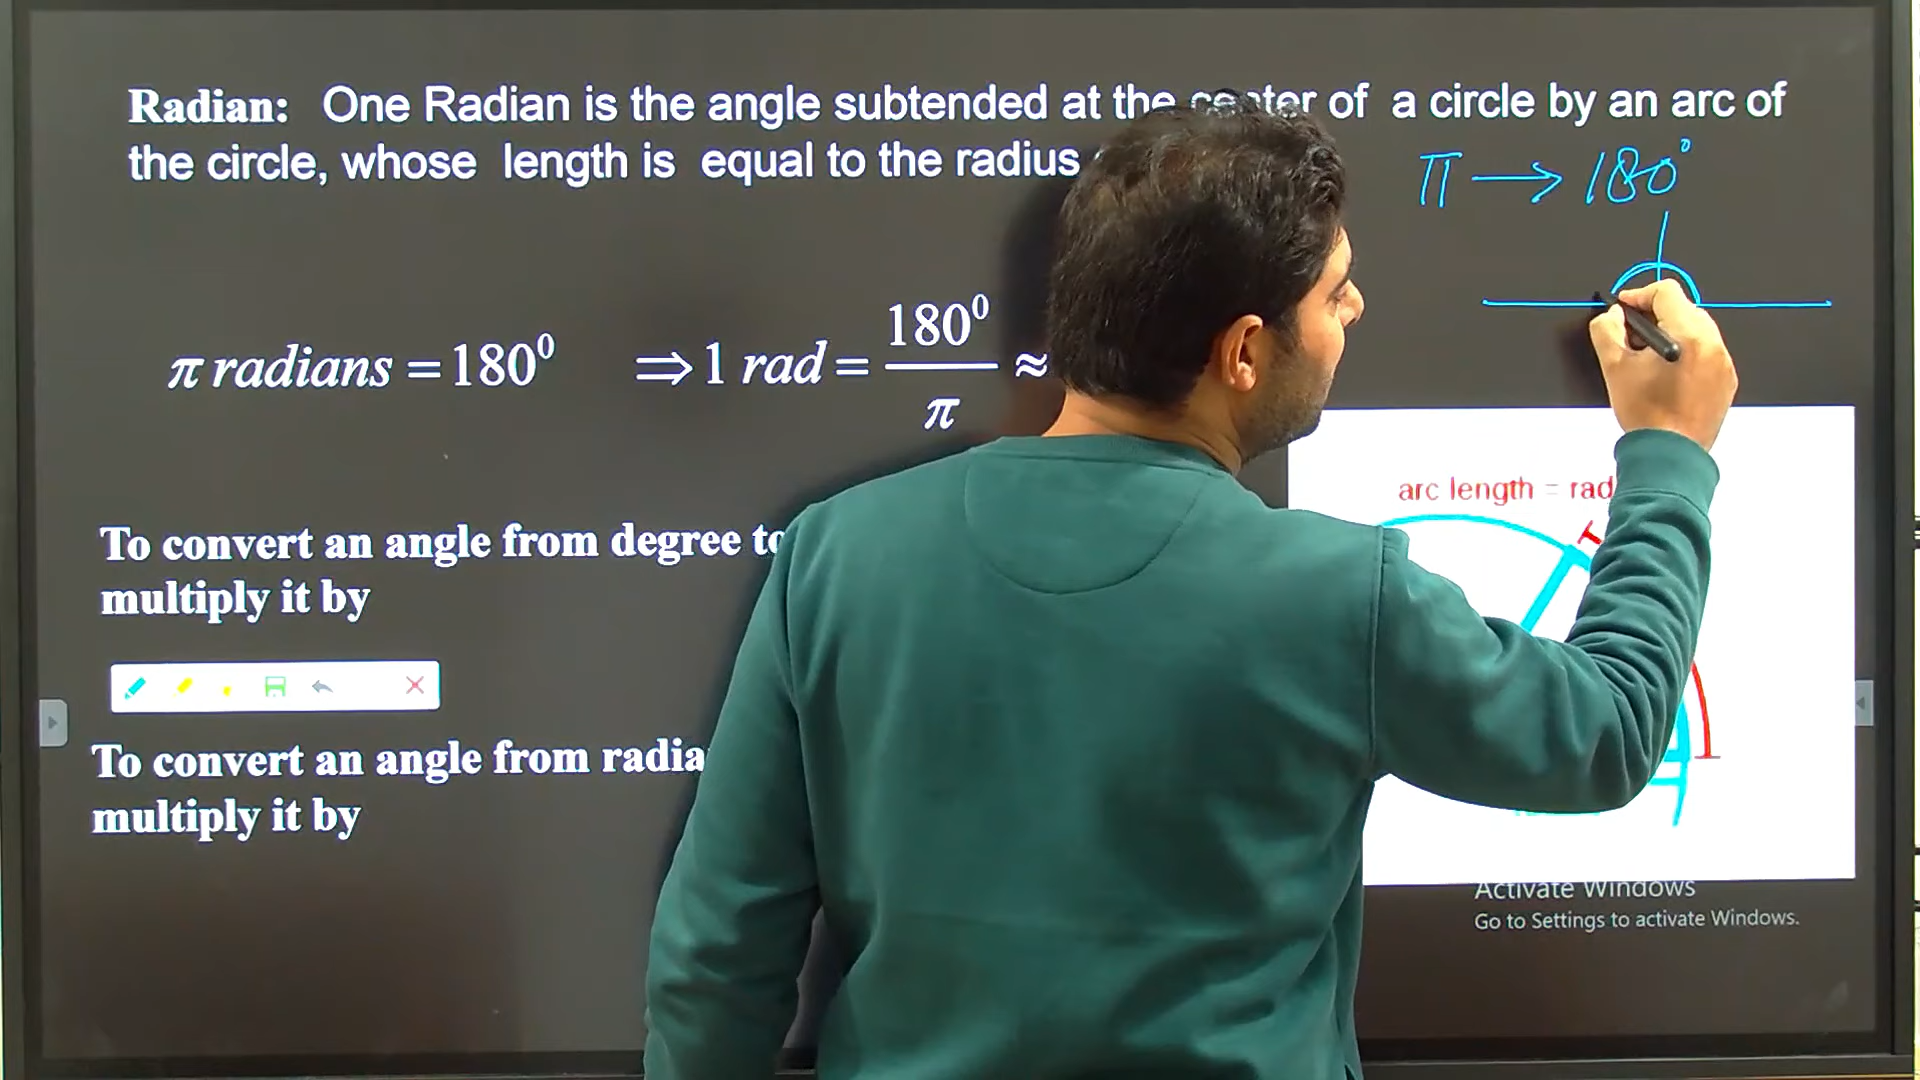 Radian: One Radian is the angle subtended at the center of a circle by an arc of
the circle, whose length is equal to the radius
π → 180°
π radians = 180⁰ ⇒ 1 rad = 180⁰/π ≈
arc length =
To convert an angle from degree
multiply it by
To convert an angle from
multiply it by
Activate Windows
Go to Settings to activate Windows.